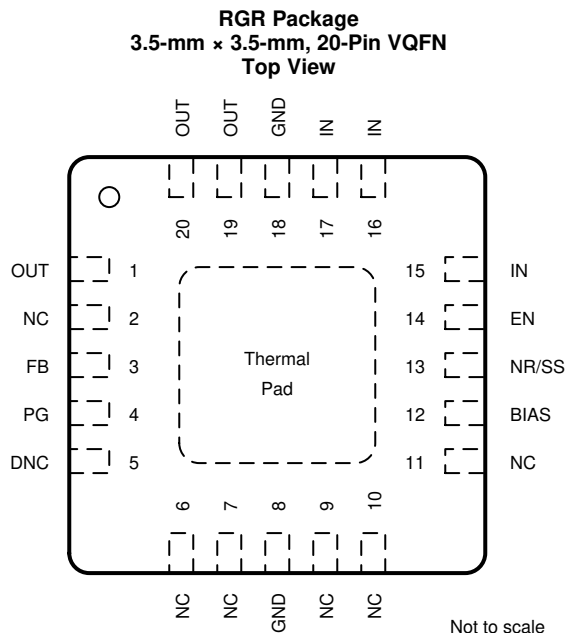 RGR Package
3.5-mm × 3.5-mm, 20-Pin VQFN
Top View
OUT OUT GND IN IN
20 19 18 17 16
OUT 1 15 IN
NC 2 14 EN
FB 3 Thermal 13 NR/SS
Pad
PG 4 12 BIAS
DNC 5 11 NC
6 7 8 9 10
NC NC GND NC NC
Not to scale